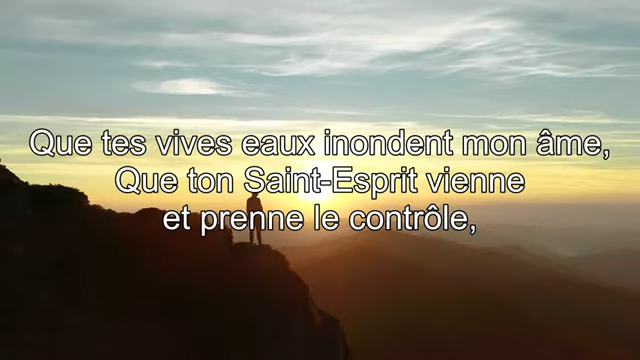 Que tes vives eaux inondent mon âme,
Que ton Saint-Esprit vienne
et prenne le contrôle,